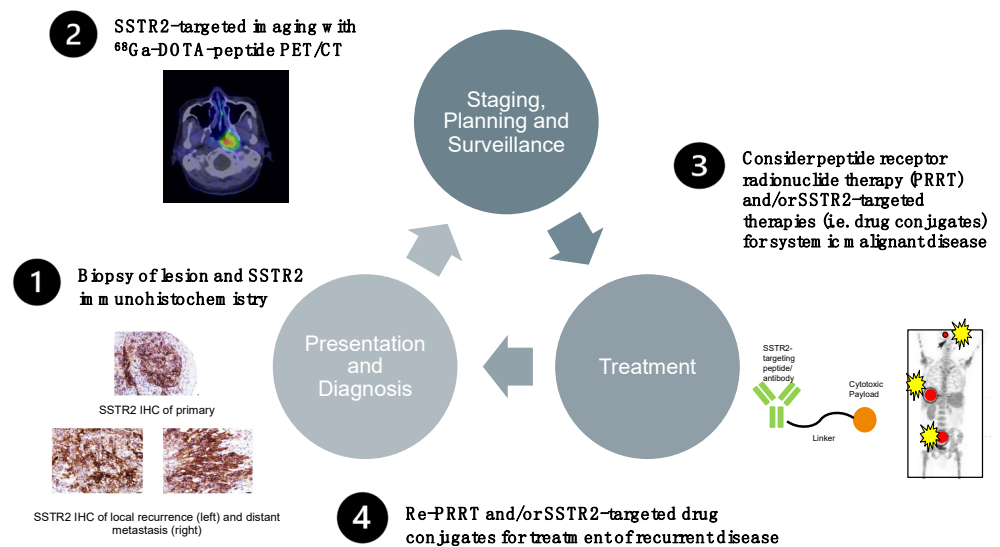 2
SSTR2-targeted imaging with
⁶⁸Ga-DOTA-peptide PET/CT
Staging,
Planning and
Surveillance
3
Consider peptide receptor
radionuclide therapy (PRRT)
and/or SSTR2-targeted
therapies (i.e. drug conjugates)
for systemic malignant disease
1
Biopsy of lesion and SSTR2
immunohistochemistry
SSTR2 IHC of primary
SSTR2 IHC of local recurrence (left) and distant
metastasis (right)
Presentation
and
Diagnosis
Treatment
SSTR2-
targeting
peptide/
antibody
Cytotoxic
Payload
Linker
4
Re-PRRT and/or SSTR2-targeted drug
conjugates for treatment of recurrent disease